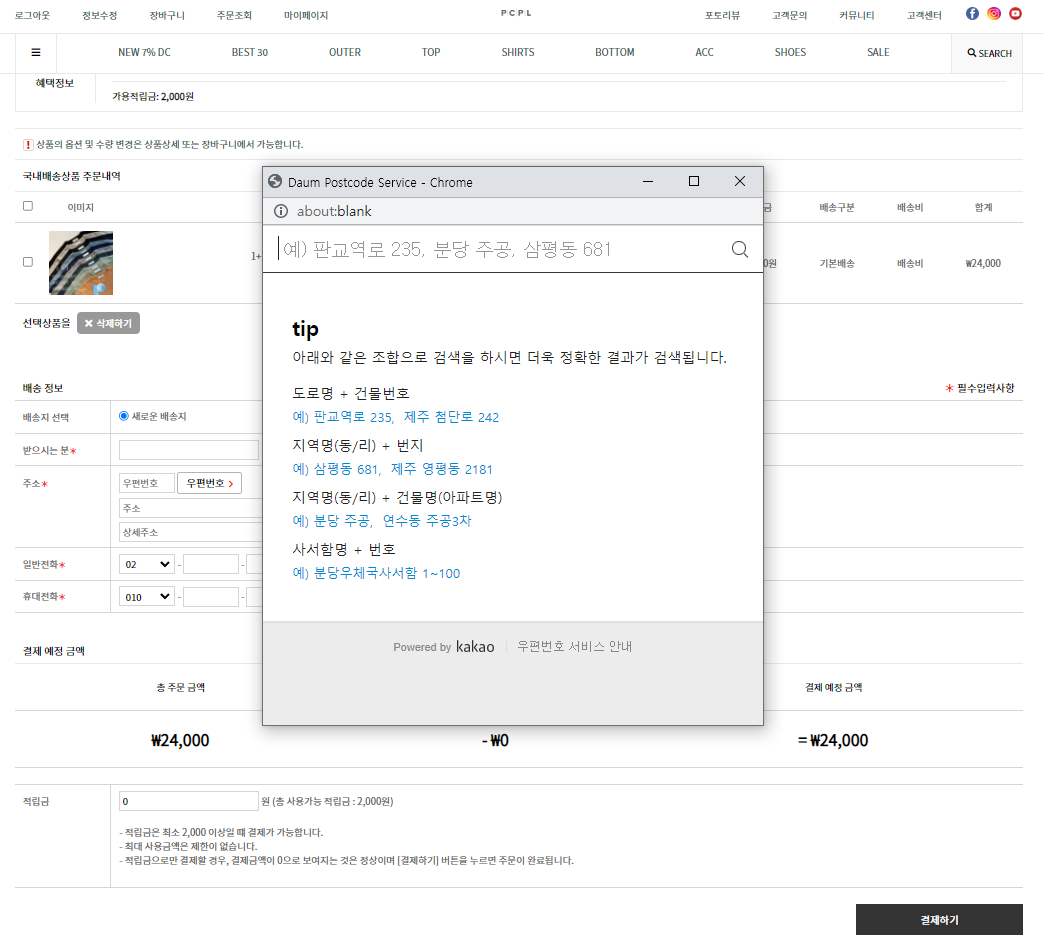 로그아웃 정보수정 장바구니 주문조회 마이페이지 PCPL 포토리뷰 고객문의 커뮤니티 고객센터
NEW 7% DC BEST 30 OUTER TOP SHIRTS BOTTOM ACC SHOES SALE SEARCH
혜택정보
가용적립금: 2,000원
상품의 옵션 및 수량 변경은 상품상세 또는 장바구니에서 가능합니다.
국내배송상품 주문내역
이미지 금 배송구분 배송비 합계
1+ 0원 기본배송 배송비 ₩24,000
선택상품을 삭제하기
Daum Postcode Service - Chrome
about:blank
예) 판교역로 235, 분당 주공, 삼평동 681
tip
아래와 같은 조합으로 검색을 하시면 더욱 정확한 결과가 검색됩니다.
도로명 + 건물번호
예) 판교역로 235, 제주 첨단로 242
지역명(동/리) + 번지
예) 삼평동 681, 제주 영평동 2181
지역명(동/리) + 건물명(아파트명)
예) 분당 주공, 연수동 주공3차
사서함명 + 번호
예) 분당우체국사서함 1~100
Powered by kakao 우편번호 서비스 안내
배송 정보 * 필수입력사항
배송지 선택 새로운 배송지
받으시는 분*
주소* 우편번호 우편번호 >
주소
상세주소
일반전화* 02 - -
휴대전화* 010 - -
결제 예정 금액
총 주문 금액 결제 예정 금액
₩24,000 - ₩0 = ₩24,000
적립금 0 원 (총 사용가능 적립금 : 2,000원)
- 적립금은 최소 2,000 이상일 때 결제가 가능합니다.
- 최대 사용금액은 제한이 없습니다.
- 적립금으로만 결제할 경우, 결제금액이 0으로 보여지는 것은 정상이며 [결제하기] 버튼을 누르면 주문이 완료됩니다.
결제하기